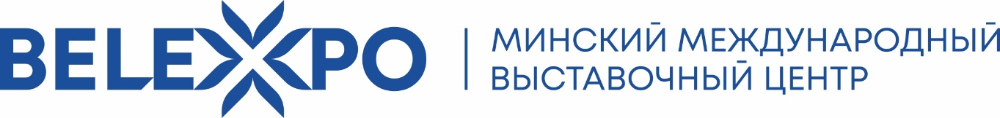 BELEXPO
МИНСКИЙ МЕЖДУНАРОДНЫЙ
ВЫСТАВОЧНЫЙ ЦЕНТР